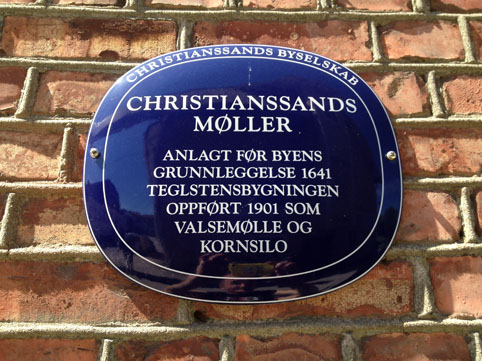 CHRISTIANSSANDS BYSELSKAB
CHRISTIANSSANDS
MØLLER
ANLAGT FØR BYENS
GRUNNLEGGELSE 1641
TEGLSTENSBYGNINGEN
OPPFØRT 1901 SOM
VALSEMØLLE OG
KORNSILO